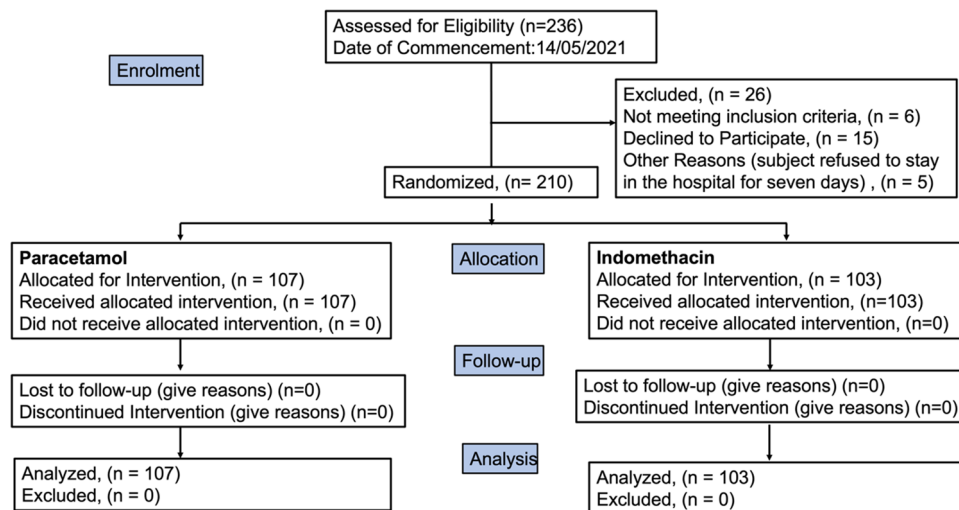 Assessed for Eligibility (n=236)
Date of Commencement:14/05/2021
Enrolment
Excluded, (n = 26)
Not meeting inclusion criteria, (n = 6)
Declined to Participate, (n = 15)
Other Reasons (subject refused to stay
in the hospital for seven days) , (n = 5)
Randomized, (n= 210)
Paracetamol
Allocated for Intervention, (n = 107)
Received allocated intervention, (n = 107)
Did not receive allocated intervention, (n = 0)
Allocation
Indomethacin
Allocated for Intervention, (n = 103)
Received allocated intervention, (n=103)
Did not receive allocated intervention, (n=0)
Follow-up
Lost to follow-up (give reasons) (n=0)
Discontinued Intervention (give reasons) (n=0)
Lost to follow-up (give reasons) (n=0)
Discontinued Intervention (give reasons) (n=0)
Analysis
Analyzed, (n = 107)
Excluded, (n = 0)
Analyzed, (n = 103)
Excluded, (n = 0)